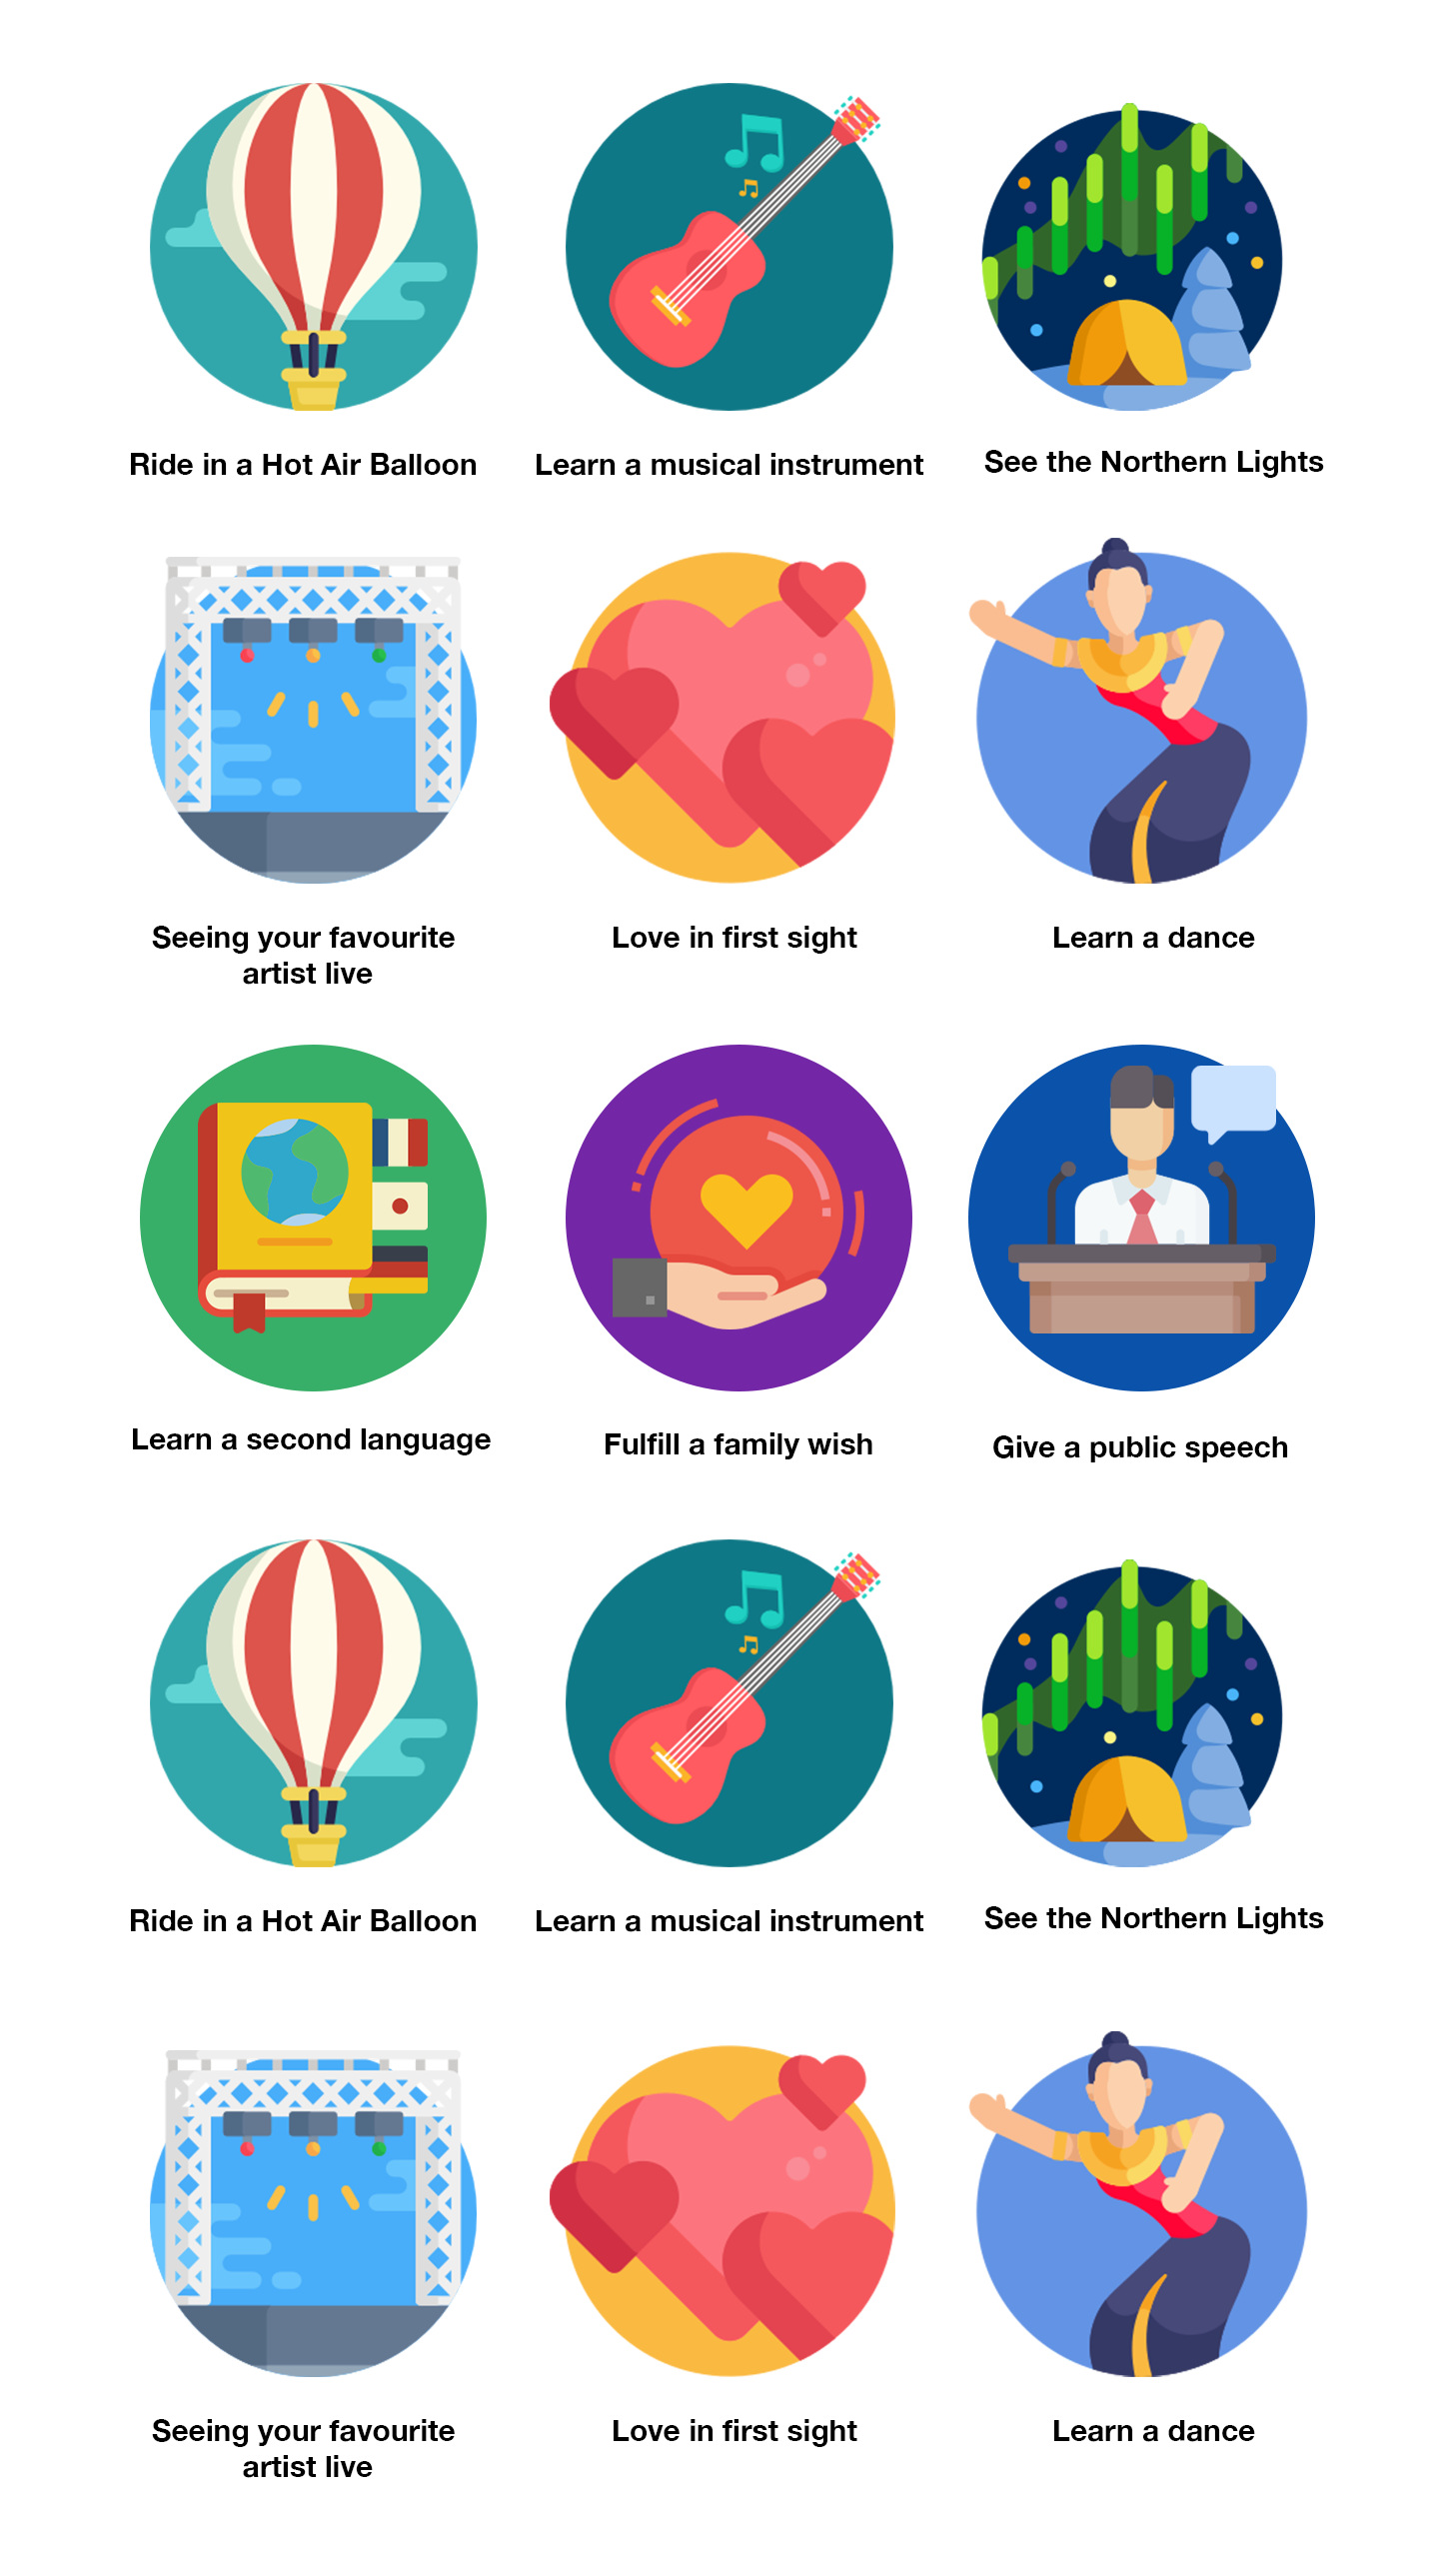 Ride in a Hot Air Balloon
Learn a musical instrument
See the Northern Lights
Seeing your favourite
artist live
Love in first sight
Learn a dance
Learn a second language
Fulfill a family wish
Give a public speech
Ride in a Hot Air Balloon
Learn a musical instrument
See the Northern Lights
Seeing your favourite
artist live
Love in first sight
Learn a dance